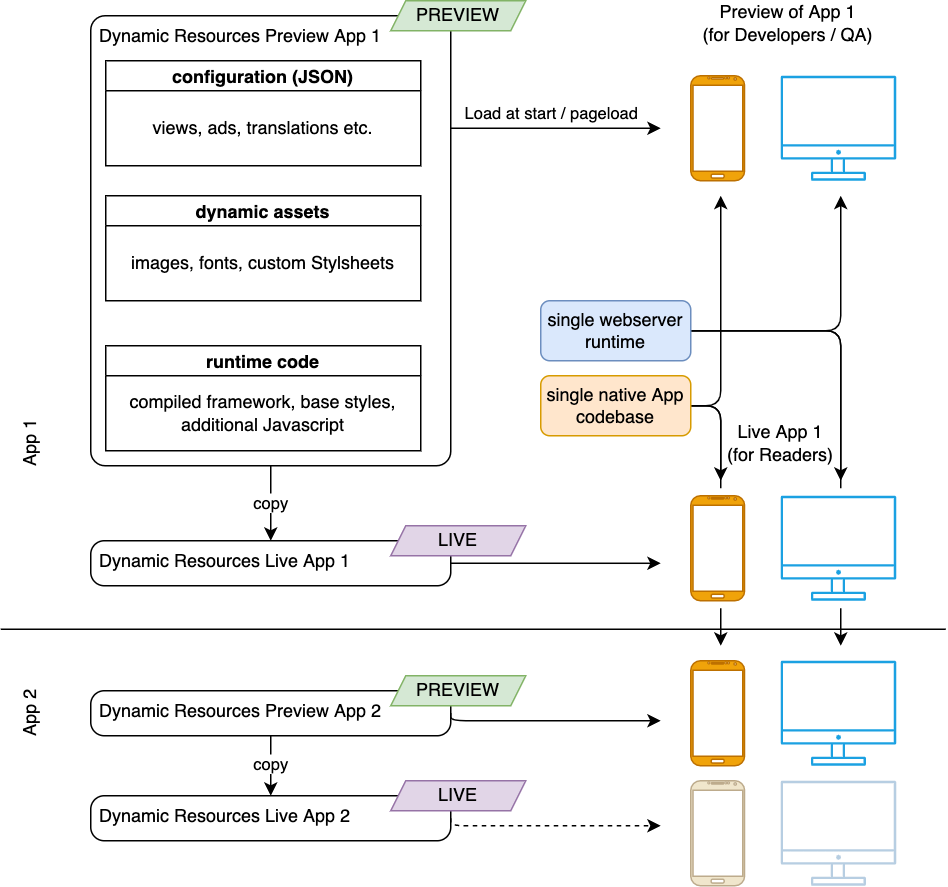 PREVIEW
Dynamic Resources Preview App 1
configuration (JSON)
views, ads, translations etc.
dynamic assets
images, fonts, custom Stylsheets
runtime code
compiled framework, base styles,
additional Javascript
App 1
Load at start / pageload
Preview of App 1
(for Developers / QA)
single webserver
runtime
single native App
codebase
Live App 1
(for Readers)
copy
LIVE
Dynamic Resources Live App 1
App 2
PREVIEW
Dynamic Resources Preview App 2
copy
LIVE
Dynamic Resources Live App 2